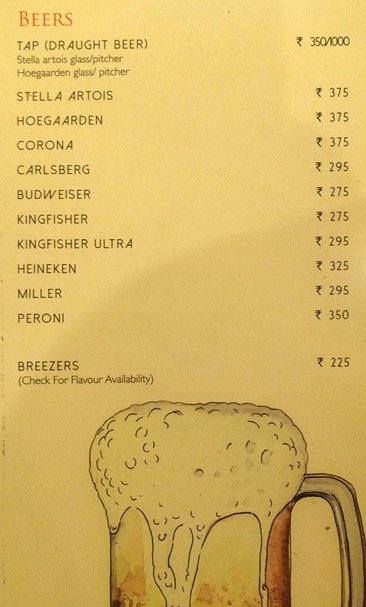 BEERS
TAP (DRAUGHT BEER) ₹ 350/1000
Stella artois glass/pitcher
Hoegaarden glass/ pitcher
STELLA ARTOIS ₹ 375
HOEGAARDEN ₹ 375
CORONA ₹ 375
CARLSBERG ₹ 295
BUDWEISER ₹ 275
KINGFISHER ₹ 275
KINGFISHER ULTRA ₹ 295
HEINEKEN ₹ 325
MILLER ₹ 295
PERONI ₹ 350
BREEZERS ₹ 225
(Check For Flavour Availability)